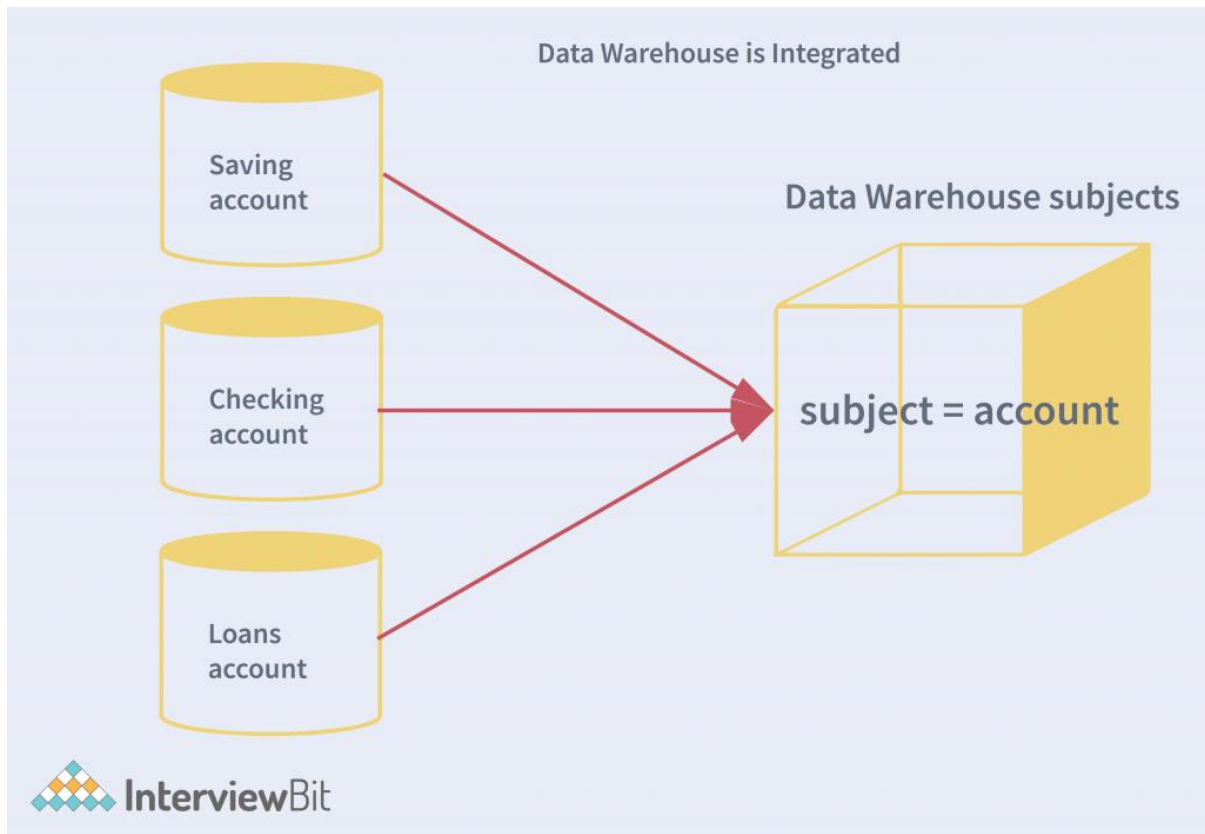 Data Warehouse is Integrated
Saving
account
Data Warehouse subjects
Checking
account
subject = account
Loans
account
InterviewBit